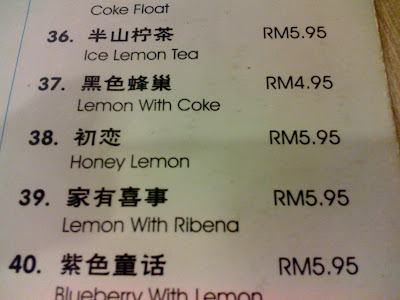 Coke Float
36. 半山柠茶 RM5.95
Ice Lemon Tea
37. 黑色蜂巢 RM4.95
Lemon With Coke
38. 初恋 RM5.95
Honey Lemon
39. 家有喜事 RM5.95
Lemon With Ribena
40. 紫色童话 RM5.95
Blueberry With Lemon